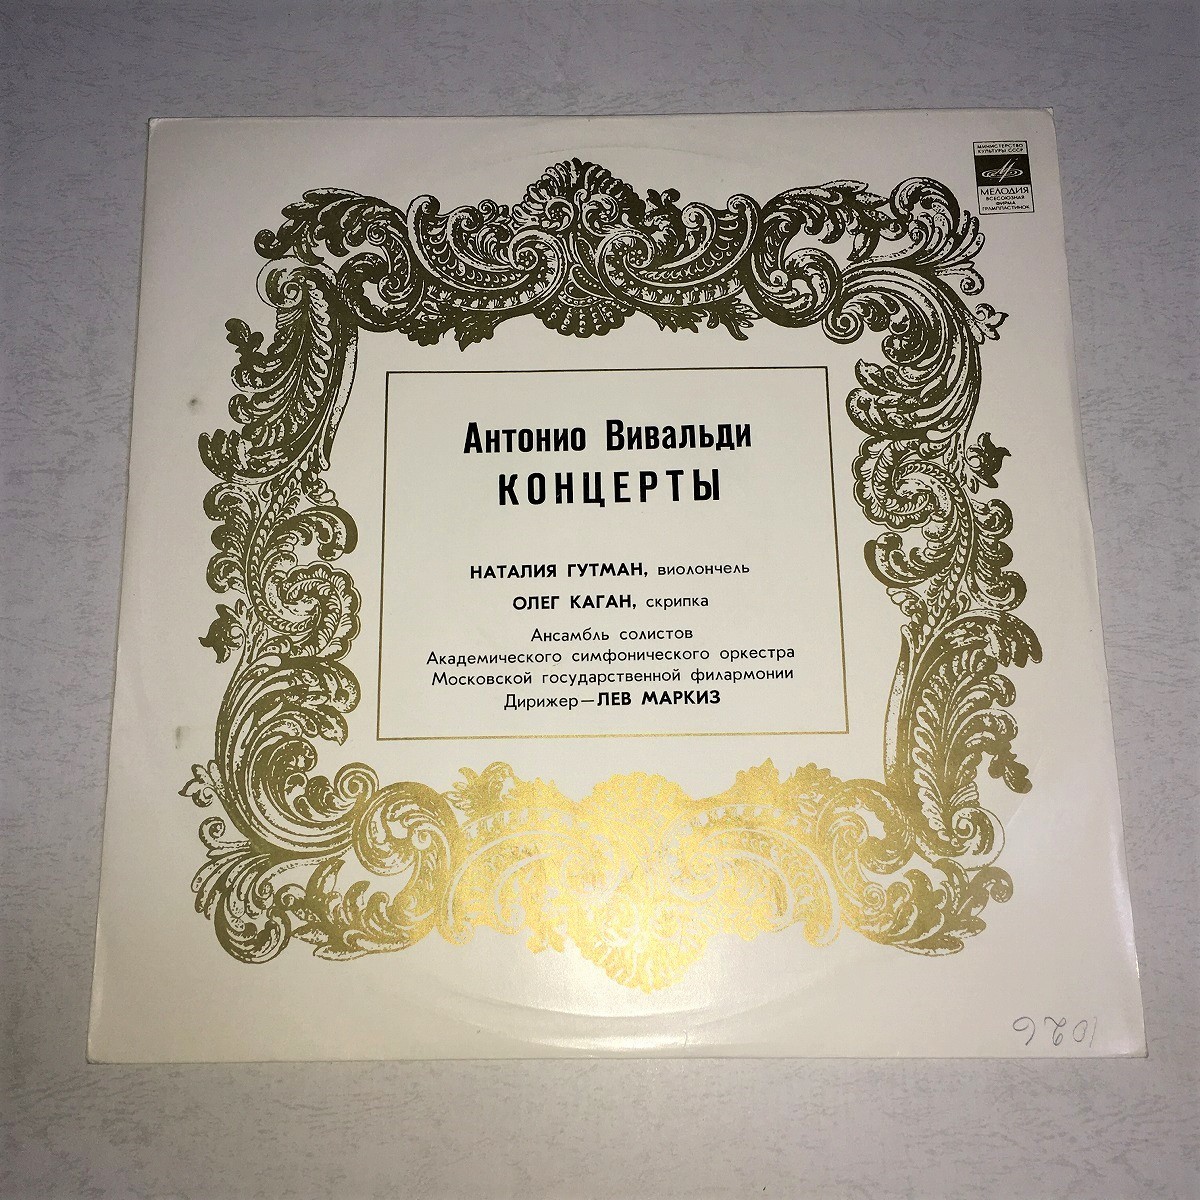 МИНИСТЕРСТВО
КУЛЬТУРЫ СССР
МЕЛОДИЯ
ВСЕСОЮЗНАЯ
ФИРМА
ГРАМПЛАСТИНОК
Антонио Вивальди
КОНЦЕРТЫ
НАТАЛИЯ ГУТМАН, виолончель
ОЛЕГ КАГАН, скрипка
Ансамбль солистов
Академического симфонического оркестра
Московской государственной филармонии
Дирижер—ЛЕВ МАРКИЗ